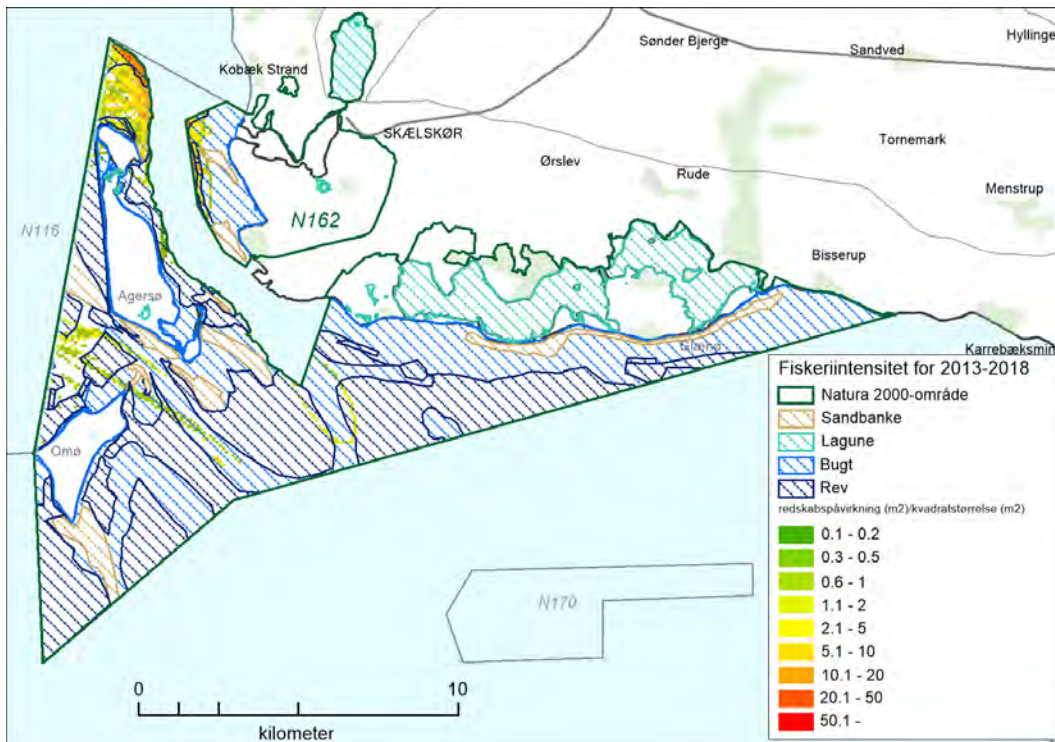 Hyllinge
Sønder Bjerge
Sandved
Kobæk Strand
SKÆLSKØR
Tornemark
Ørslev
Rude
Menstrup
N162
N116
Bisserup
Agersø
Glænø
Karrebæksmin
Omø
N170
Fiskeriintensitet for 2013-2018
Natura 2000-område
Sandbanke
Lagune
Bugt
Rev
redskabspåvirkning (m2)/kvadratstørrelse (m2)
0.1 - 0.2
0.3 - 0.5
0.6 - 1
1.1 - 2
2.1 - 5
5.1 - 10
10.1 - 20
20.1 - 50
50.1 -
0 10
kilometer